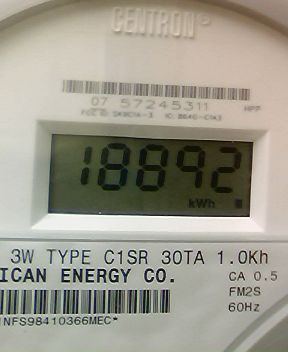 CENTRON®
07 57245311 HPP
18892
kWh
3W TYPE C1SR 30TA 1.0Kh
ICAN ENERGY CO. CA 0.5
FM2S
60Hz
NFS98410366MEC*